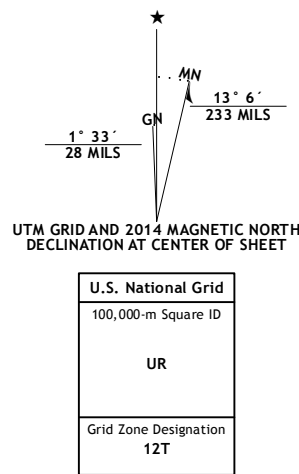 ★
MN
GN
13° 6´
233 MILS
1° 33´
28 MILS
UTM GRID AND 2014 MAGNETIC NORTH
DECLINATION AT CENTER OF SHEET
U.S. National Grid
100,000-m Square ID
UR
Grid Zone Designation
12T